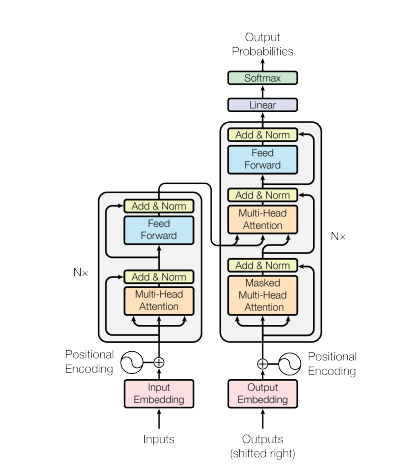 Output
Probabilities
Softmax
Linear
Add & Norm
Feed
Forward
Add & Norm
Multi-Head
Attention
Add & Norm
Masked
Multi-Head
Attention
N×
Add & Norm
Feed
Forward
Add & Norm
Multi-Head
Attention
N×
Positional
Encoding
Positional
Encoding
Input
Embedding
Output
Embedding
Inputs
Outputs
(shifted right)